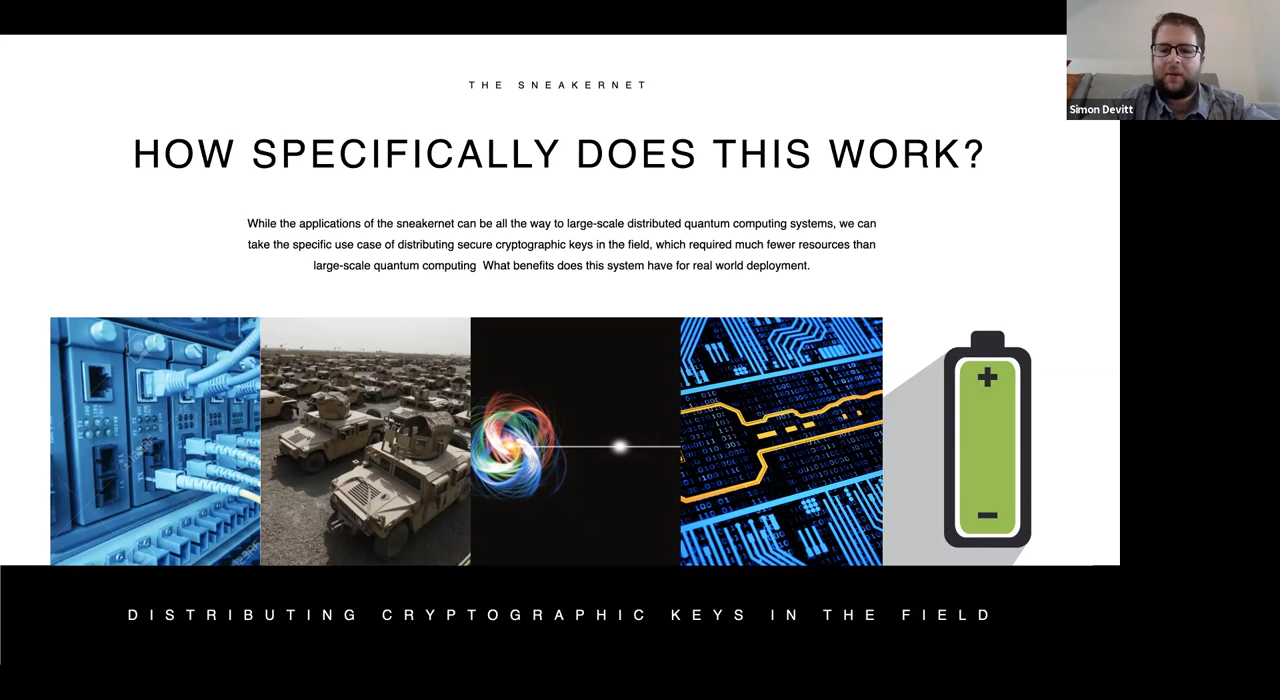 Simon Devitt
THE SNEAKERNET
HOW SPECIFICALLY DOES THIS WORK?
While the applications of the sneakernet can be all the way to large-scale distributed quantum computing systems, we can
take the specific use case of distributing secure cryptographic keys in the field, which required much fewer resources than
large-scale quantum computing  What benefits does this system have for real world deployment.
DISTRIBUTING CRYPTOGRAPHIC KEYS IN THE FIELD